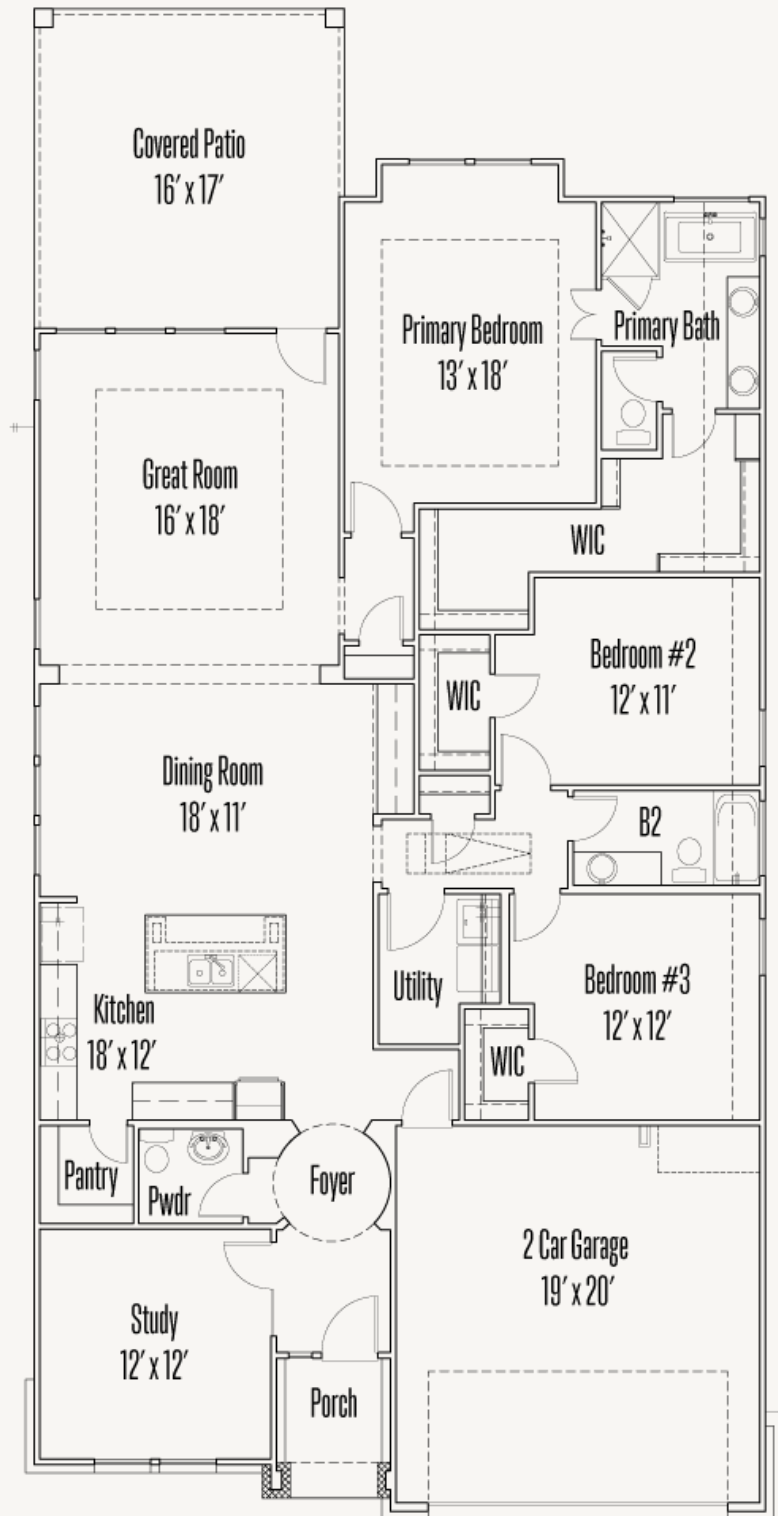 Covered Patio
16' x 17'
Primary Bedroom
13' x 18'
Primary Bath
Great Room
16' x 18'
WIC
Bedroom #2
12' x 11'
WIC
Dining Room
18' x 11'
B2
Utility
Bedroom #3
12' x 12'
Kitchen
18' x 12'
WIC
Pantry
Pwdr
Foyer
2 Car Garage
19' x 20'
Study
12' x 12'
Porch